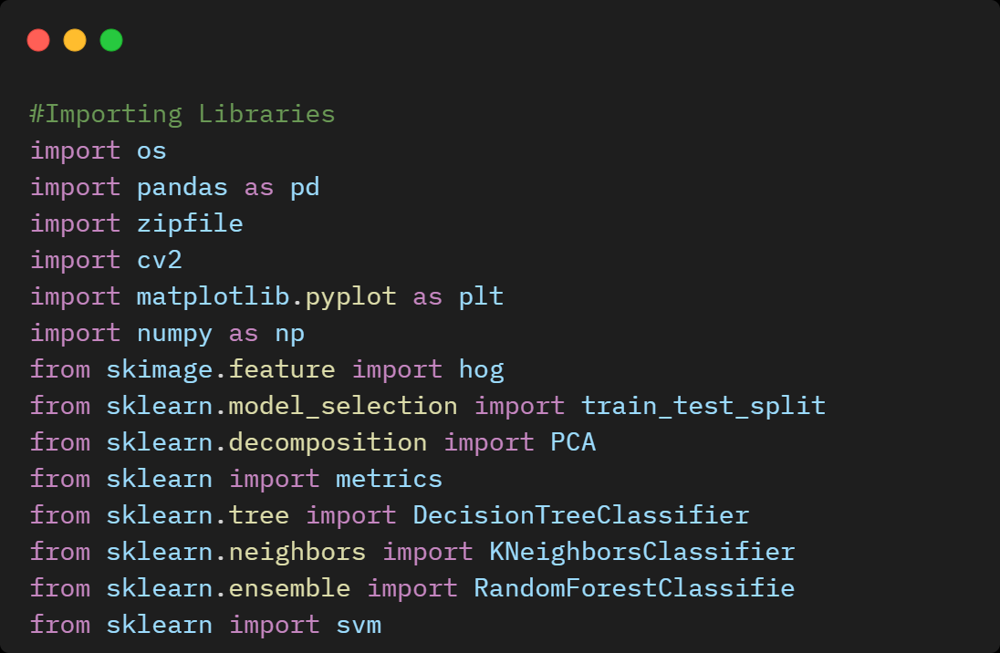 #Importing Libraries
import os
import pandas as pd
import zipfile
import cv2
import matplotlib.pyplot as plt
import numpy as np
from skimage.feature import hog
from sklearn.model_selection import train_test_split
from sklearn.decomposition import PCA
from sklearn import metrics
from sklearn.tree import DecisionTreeClassifier
from sklearn.neighbors import KNeighborsClassifier
from sklearn.ensemble import RandomForestClassifie
from sklearn import svm